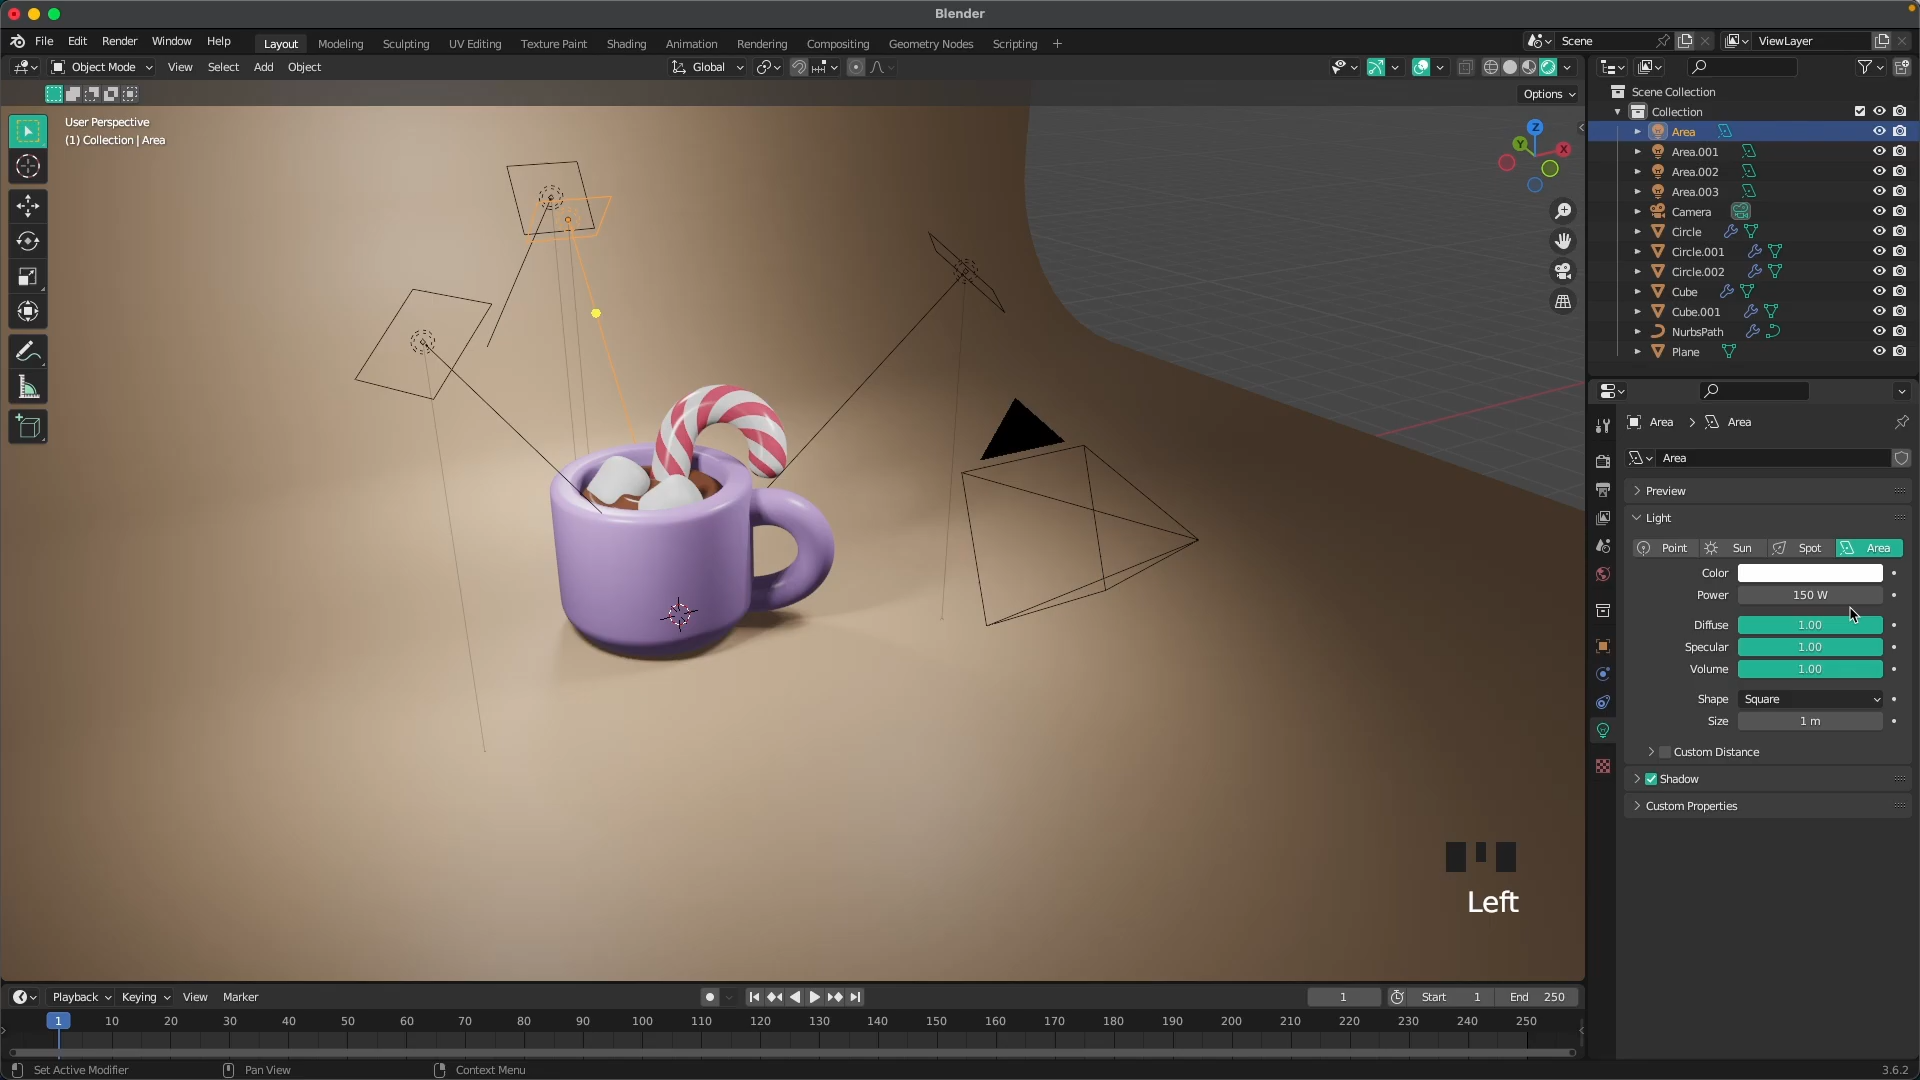 Blender
File Edit Render Window Help Layout Modeling Sculpting UV Editing Texture Paint Shading Animation Rendering Compositing Geometry Nodes Scripting + Scene ViewLayer
Object Mode View Select Add Object Global
Options
User Perspective
(1) Collection | Area
Z
Y
X
Scene Collection
Collection
Area
Area.001
Area.002
Area.003
Camera
Circle
Circle.001
Circle.002
Cube
Cube.001
NurbsPath
Plane
Area > Area
Area
Preview
Light
Point Sun Spot Area
Color
Power 150 W
Diffuse 1.00
Specular 1.00
Volume 1.00
Shape Square
Size 1 m
Custom Distance
Shadow
Custom Properties
Left
Playback Keying View Marker 1 Start 1 End 250
1 10 20 30 40 50 60 70 80 90 100 110 120 130 140 150 160 170 180 190 200 210 220 230 240 250
Set Active Modifier Pan View Context Menu 3.6.2